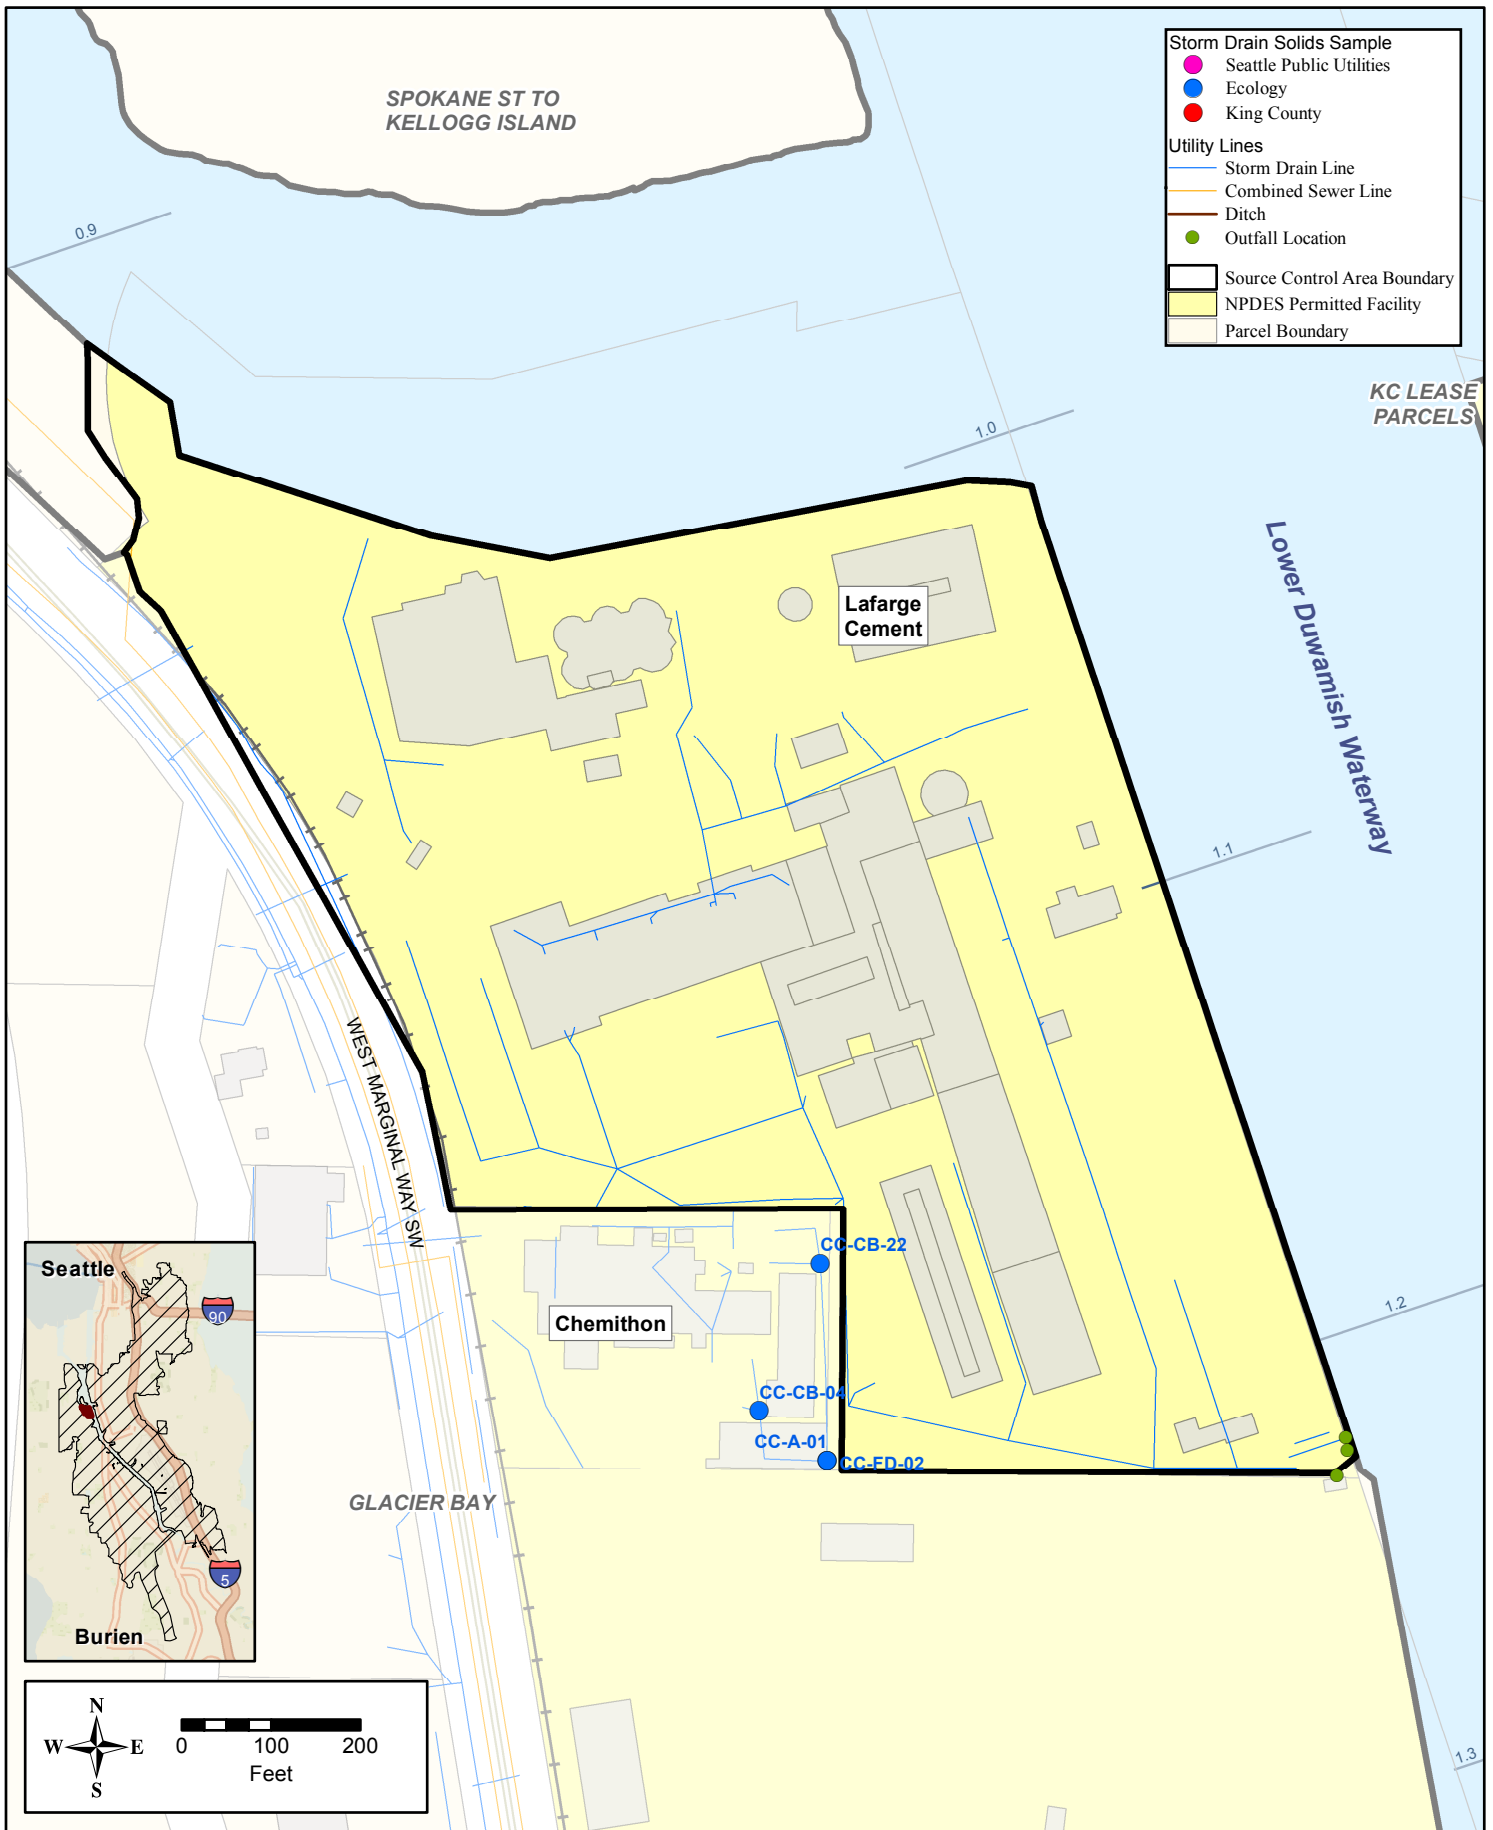 SPOKANE ST TO
KELLOGG ISLAND
Storm Drain Solids Sample
Seattle Public Utilities
Ecology
King County
Utility Lines
Storm Drain Line
Combined Sewer Line
Ditch
Outfall Location
Source Control Area Boundary
NPDES Permitted Facility
Parcel Boundary
0.9
KC LEASE
PARCELS
1.0
Lower Duwamish Waterway
Lafarge
Cement
1.1
WEST MARGINAL WAY SW
CC-CB-22
Chemithon
1.2
CC-CB-04
CC-A-01
CC-FD-02
GLACIER BAY
Seattle
90
5
Burien
N
W E
S
0 100 200
Feet
1.3